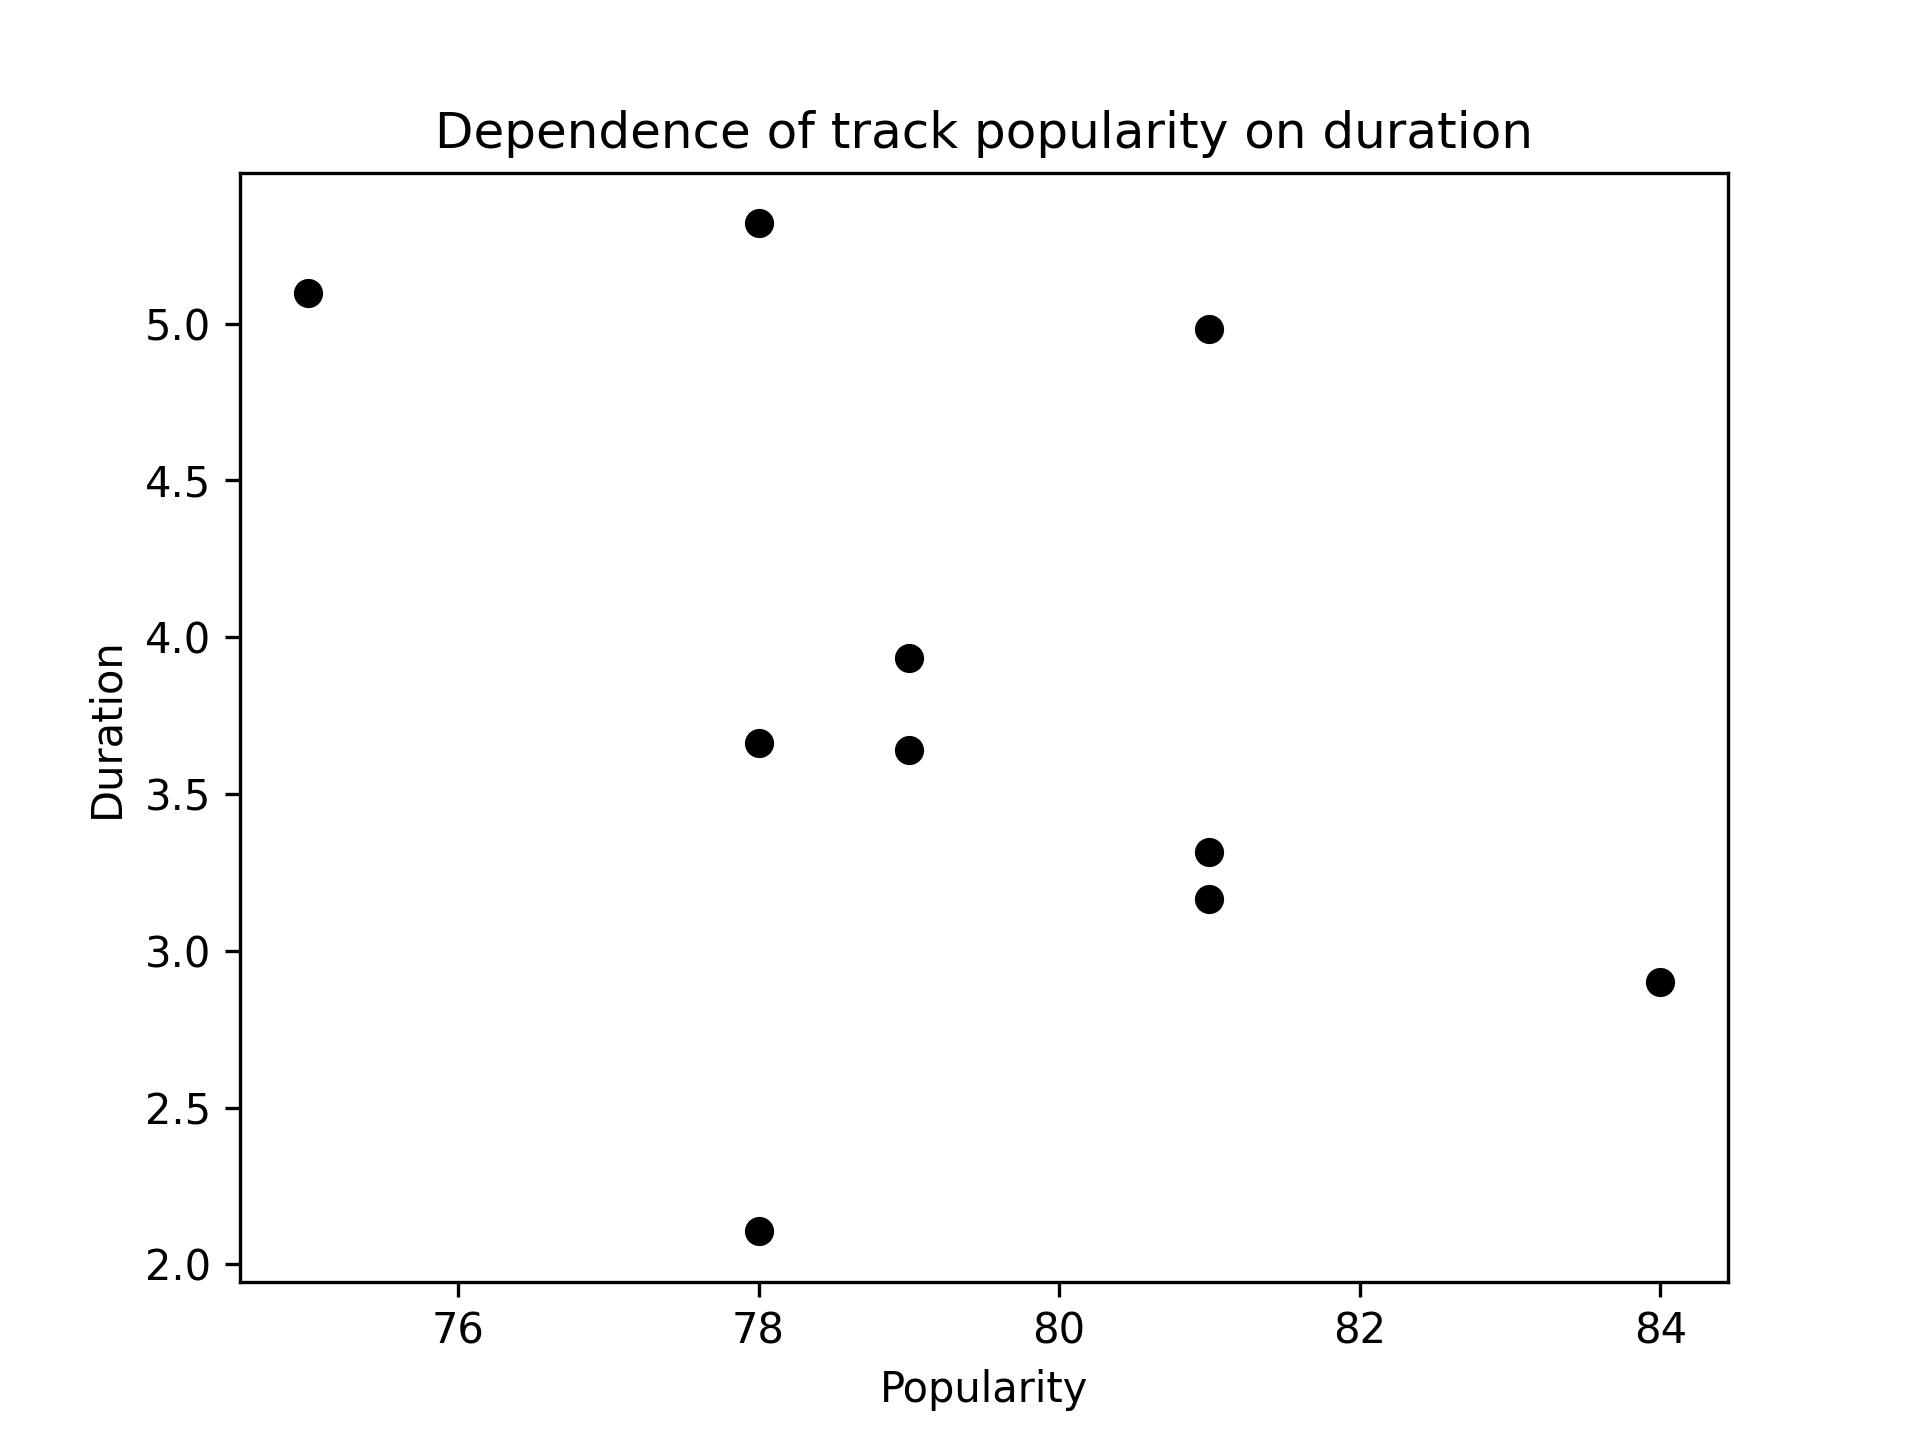 Dependence of track popularity on duration
5.0
4.5
4.0
3.5
3.0
2.5
2.0
Duration
76 78 80 82 84
Popularity